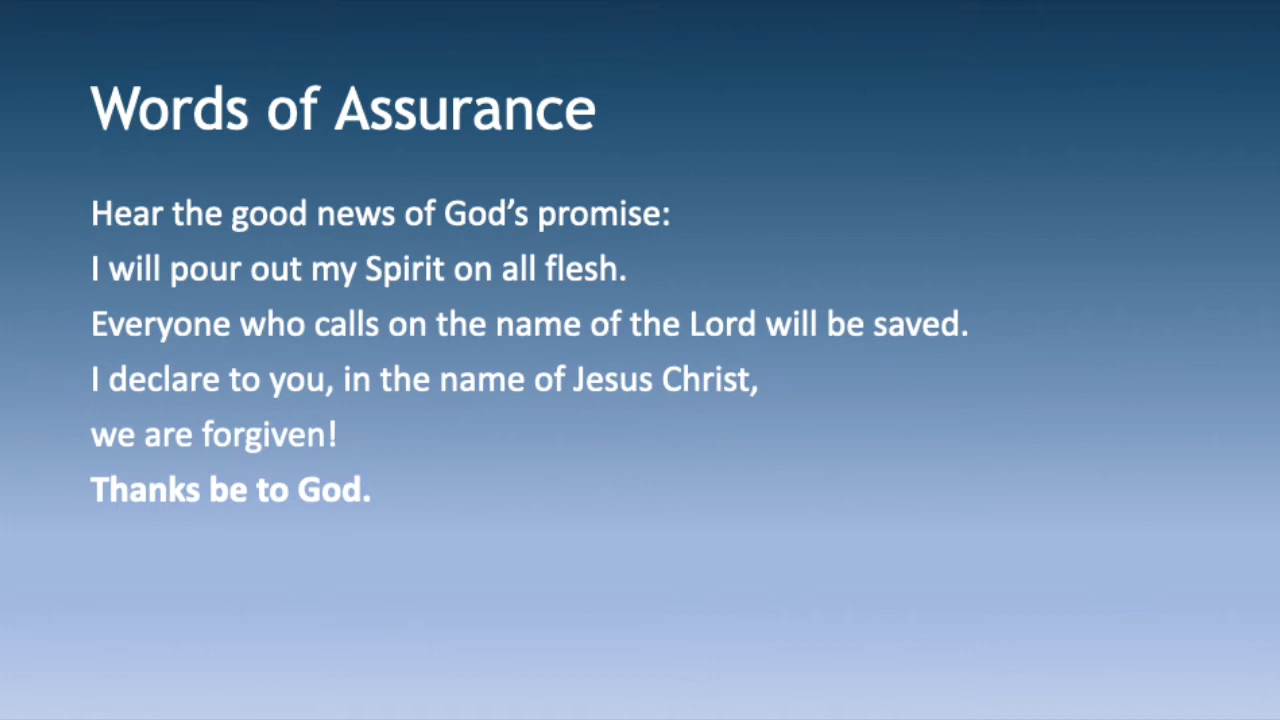 Words of Assurance
Hear the good news of God’s promise:
I will pour out my Spirit on all flesh.
Everyone who calls on the name of the Lord will be saved.
I declare to you, in the name of Jesus Christ,
we are forgiven!
Thanks be to God.